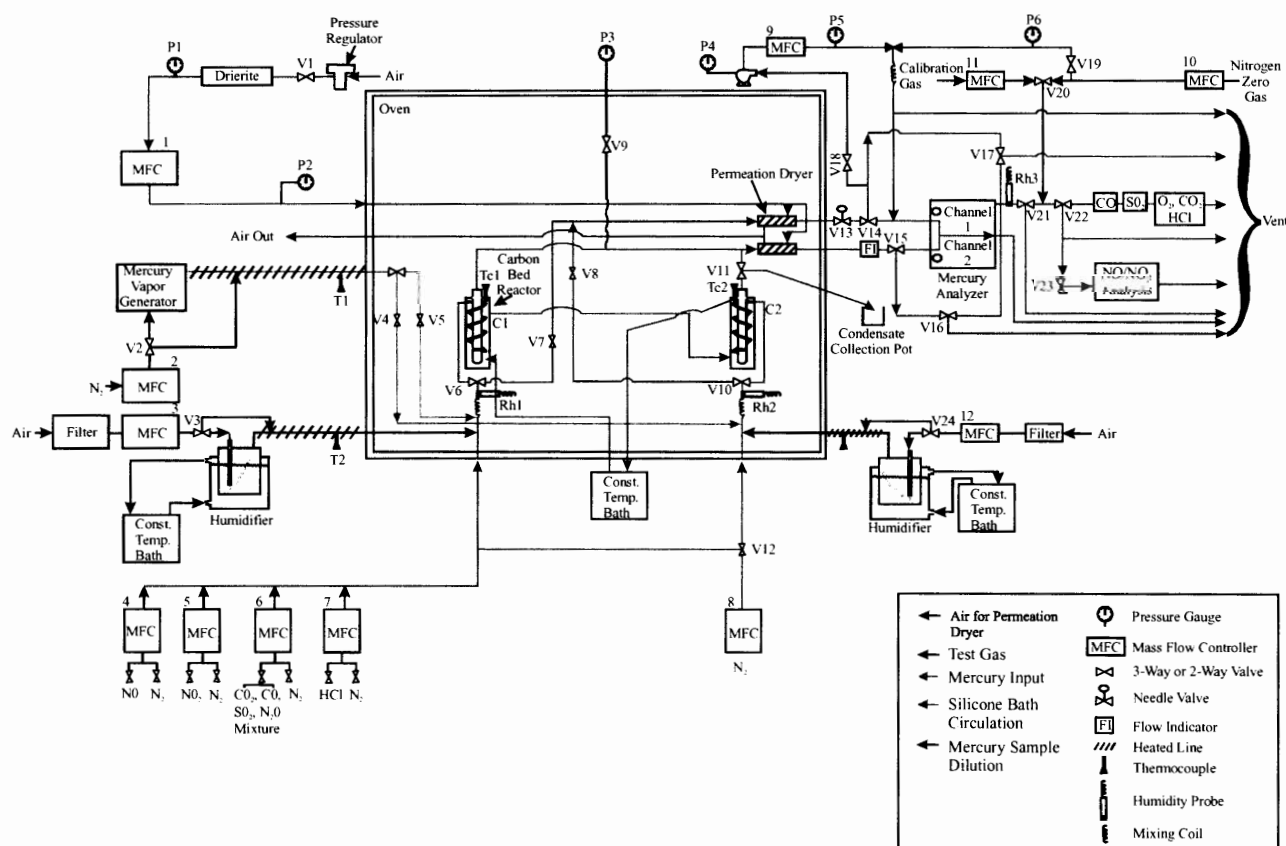 Pressure
Regulator
P1
V1
Drierite
Air
P3
P4
9
MFC
P5
P6
Calibration
Gas
11
MFC
V19
V20
10
MFC
Nitrogen
Zero
Gas
Oven
1
MFC
P2
V9
V18
V17
Permeation Dryer
Rh3
Air Out
V13
V14
Channel
1
Channel
2
V21
V22
CO
SO₂
O₂, CO₂
HCl
Vent
Mercury
Vapor
Generator
T1
Tc1
Carbon
Bed
Reactor
V8
V11
Tc2
FI
V15
Mercury
Analyzer
V23
NO/NO₂
V4
V5
C1
V7
C2
Condensate
Collection Pot
V16
V2
2
N₂
MFC
V6
Rh1
V10
Rh2
3
Air
Filter
MFC
V3
T2
V24
12
MFC
Filter
Air
Const.
Temp.
Bath
Humidifier
Const.
Temp.
Bath
Humidifier
Const.
Temp.
Bath
V12
4
MFC
5
MFC
6
MFC
7
MFC
8
MFC
N0
N₂
N0₂
N₂
C0₂, C0,
S0₂, N₂0
Mixture
N₂
HCl
N₂
N₂
Air for Permeation
Dryer
Test Gas
Mercury Input
Silicone Bath
Circulation
Mercury Sample
Dilution
Pressure Gauge
MFC
Mass Flow Controller
3-Way or 2-Way Valve
Needle Valve
FI
Flow Indicator
Heated Line
Thermocouple
Humidity Probe
Mixing Coil